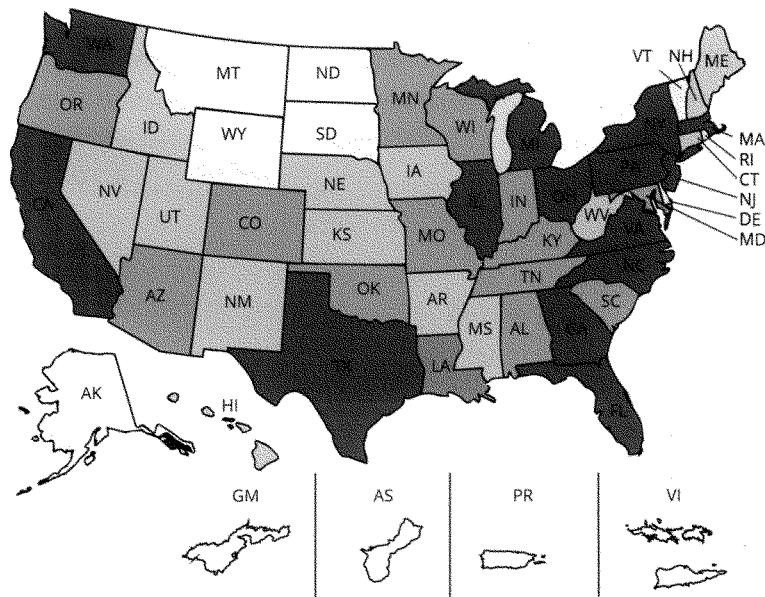 VT NH ME
WA MT ND MN
OR ID WY SD WI MI NY
MA
RI
CT
NJ
DE
MD
NV UT NE IA IL IN OH PA
CA CO KS MO KY WV VA
AZ NM OK AR TN NC
TX LA MS AL GA SC
FL
AK HI
GM AS PR VI